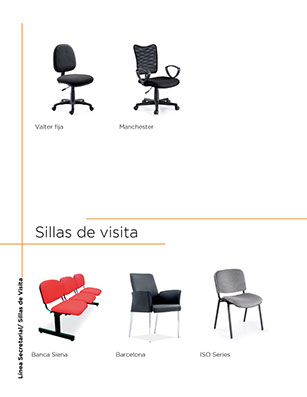 Valter fija
Manchester
Sillas de visita
Línea Secretarial/ Sillas de Visita
Banca Siena
Barcelona
ISO Series